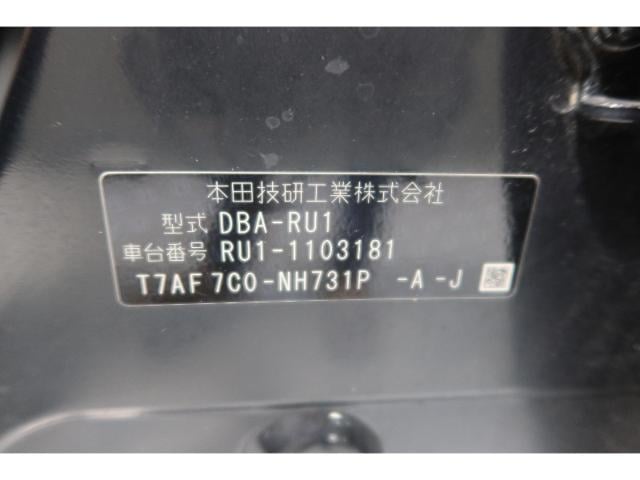 本田技研工業株式会社
型式 DBA-RU1
車台番号 RU1-1103181
T7AF 7C0-NH731P -A -J